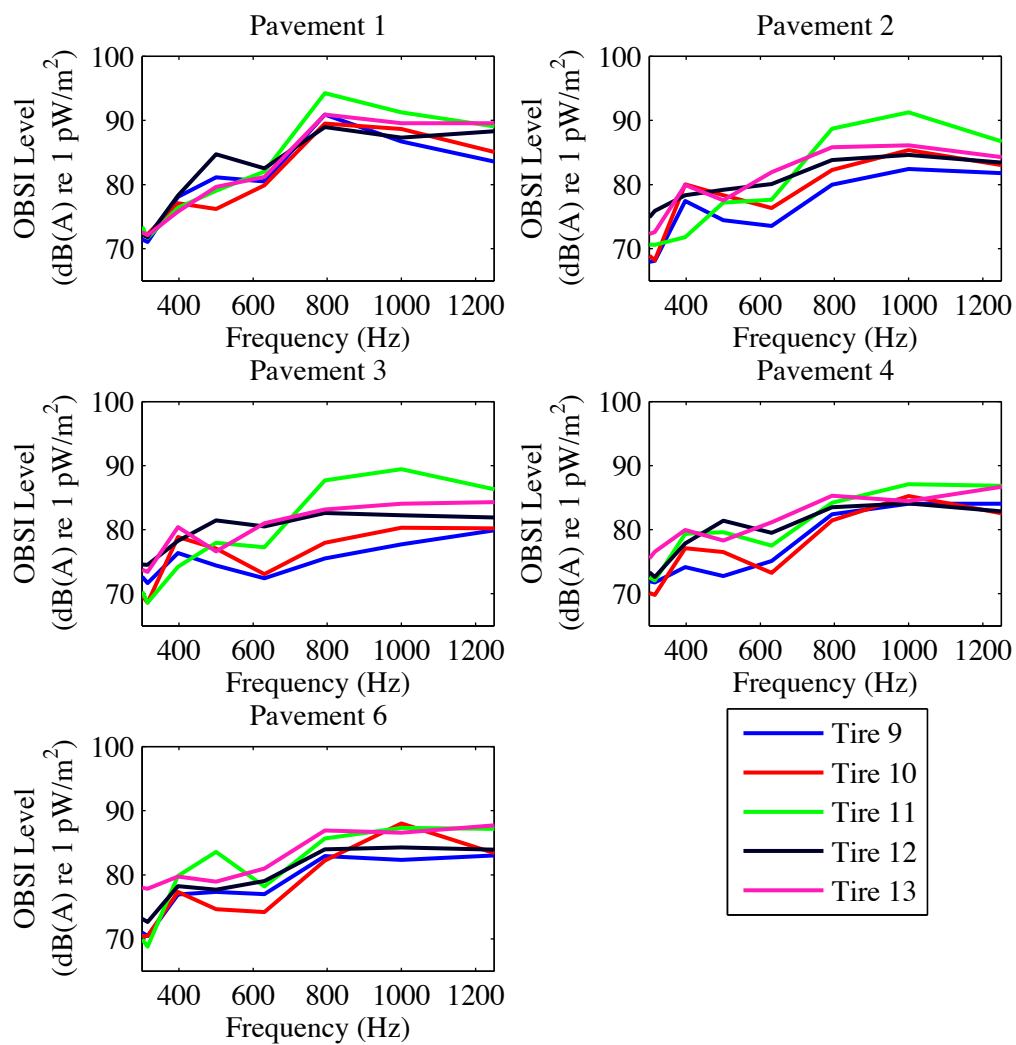 Pavement 1
OBSI Level
(dB(A) re 1 pW/m²)
100
90
80
70
400 600 800 1000 1200
Frequency (Hz)
Pavement 2
OBSI Level
(dB(A) re 1 pW/m²)
100
90
80
70
400 600 800 1000 1200
Frequency (Hz)
Pavement 3
OBSI Level
(dB(A) re 1 pW/m²)
100
90
80
70
400 600 800 1000 1200
Frequency (Hz)
Pavement 4
OBSI Level
(dB(A) re 1 pW/m²)
100
90
80
70
400 600 800 1000 1200
Frequency (Hz)
Pavement 6
OBSI Level
(dB(A) re 1 pW/m²)
100
90
80
70
400 600 800 1000 1200
Frequency (Hz)
Tire 9
Tire 10
Tire 11
Tire 12
Tire 13